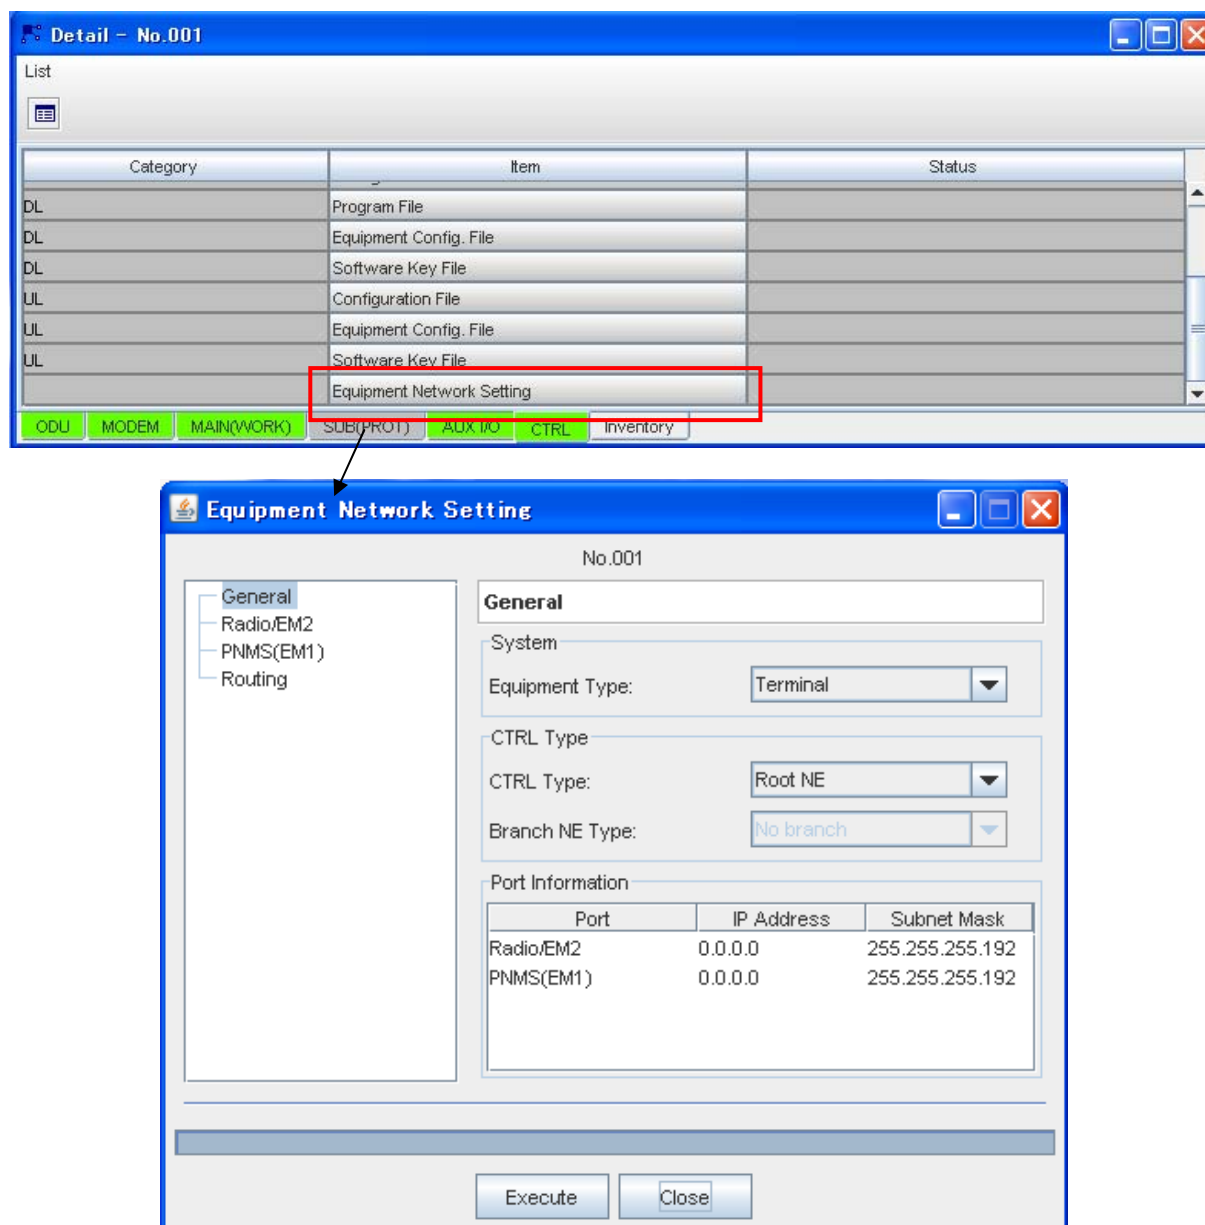 Detail - No.001
List
Category Item Status
DL Program File
DL Equipment Config. File
DL Software Key File
UL Configuration File
UL Equipment Config. File
UL Software Key File
Equipment Network Setting
ODU MODEM MAIN(WORK) SUB(PROT) AUX I/O CTRL Inventory
Equipment Network Setting
No.001
General
Radio/EM2
PNMS(EM1)
Routing
General
System
Equipment Type: Terminal
CTRL Type
CTRL Type: Root NE
Branch NE Type: No branch
Port Information
Port IP Address Subnet Mask
Radio/EM2 0.0.0.0 255.255.255.192
PNMS(EM1) 0.0.0.0 255.255.255.192
Execute Close